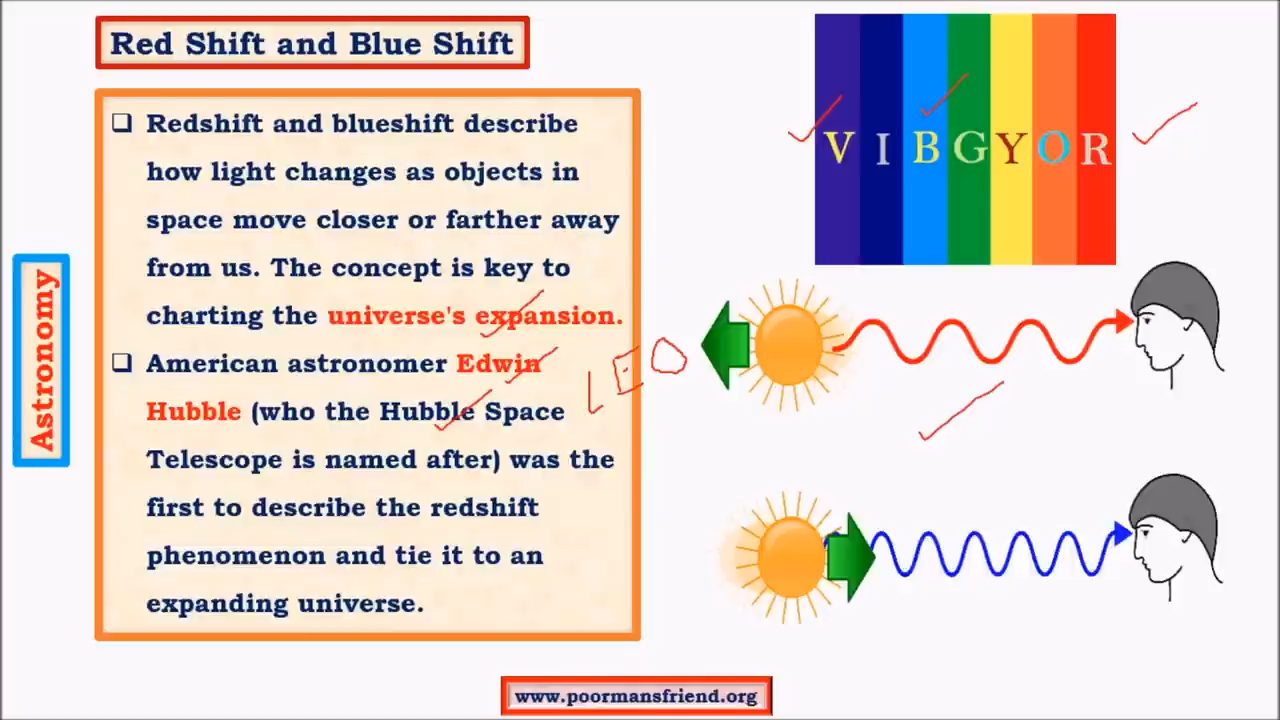 Red Shift and Blue Shift
Redshift and blueshift describe
how light changes as objects in
space move closer or farther away
from us. The concept is key to
charting the universe's expansion.
American astronomer Edwin
Hubble (who the Hubble Space
Telescope is named after) was the
first to describe the redshift
phenomenon and tie it to an
expanding universe.
Astronomy
LEO
V I B G Y O R
www.poormansfriend.org